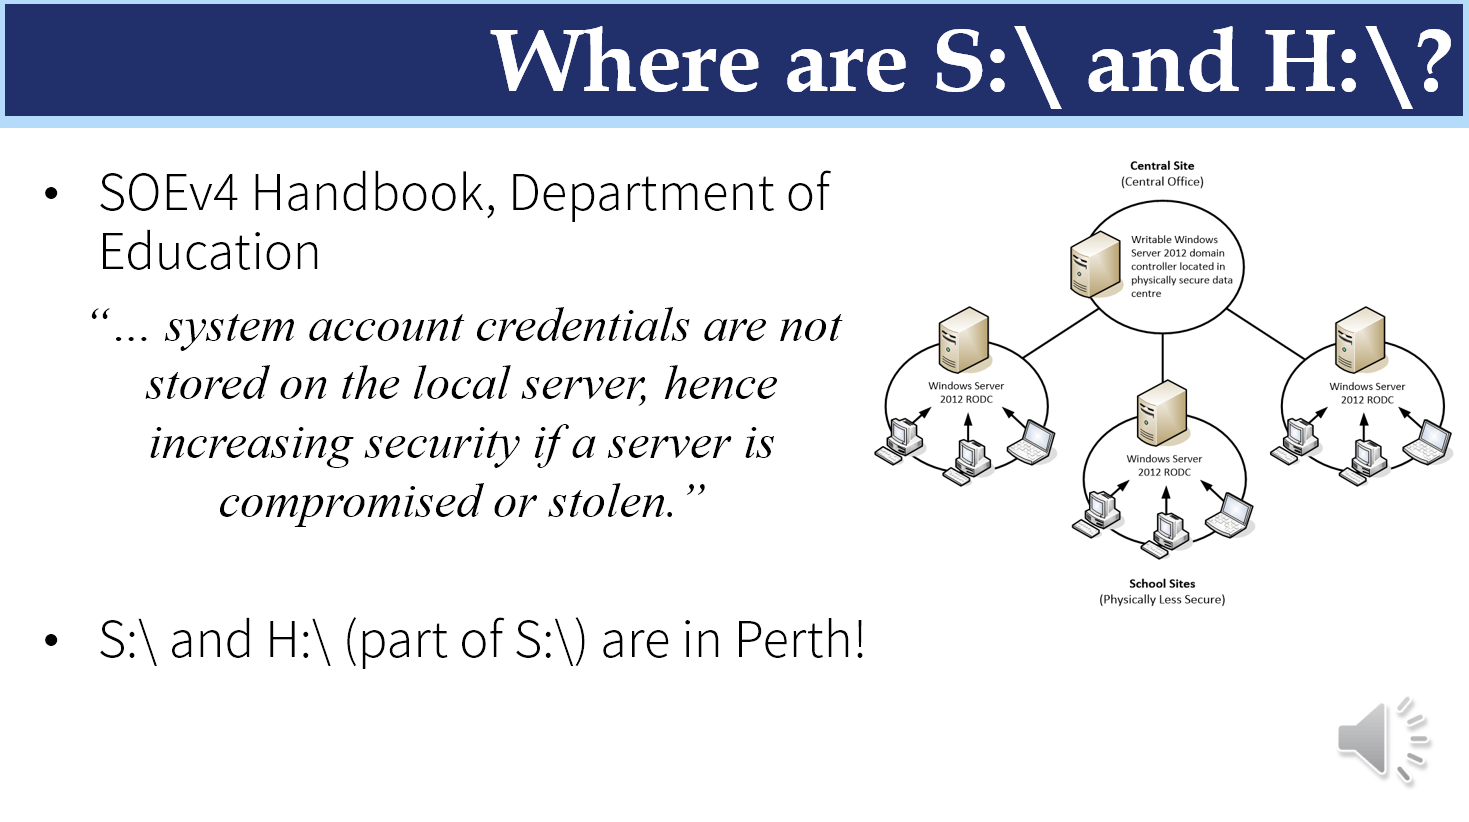 Where are S:\ and H:\?
• SOEv4 Handbook, Department of
Education
“… system account credentials are not
stored on the local server, hence
increasing security if a server is
compromised or stolen.”
• S:\ and H:\ (part of S:\) are in Perth!
Central Site
(Central Office)
Writable Windows
Server 2012 domain
controller located in
physically secure data
centre
Windows Server
2012 RODC
Windows Server
2012 RODC
Windows Server
2012 RODC
School Sites
(Physically Less Secure)